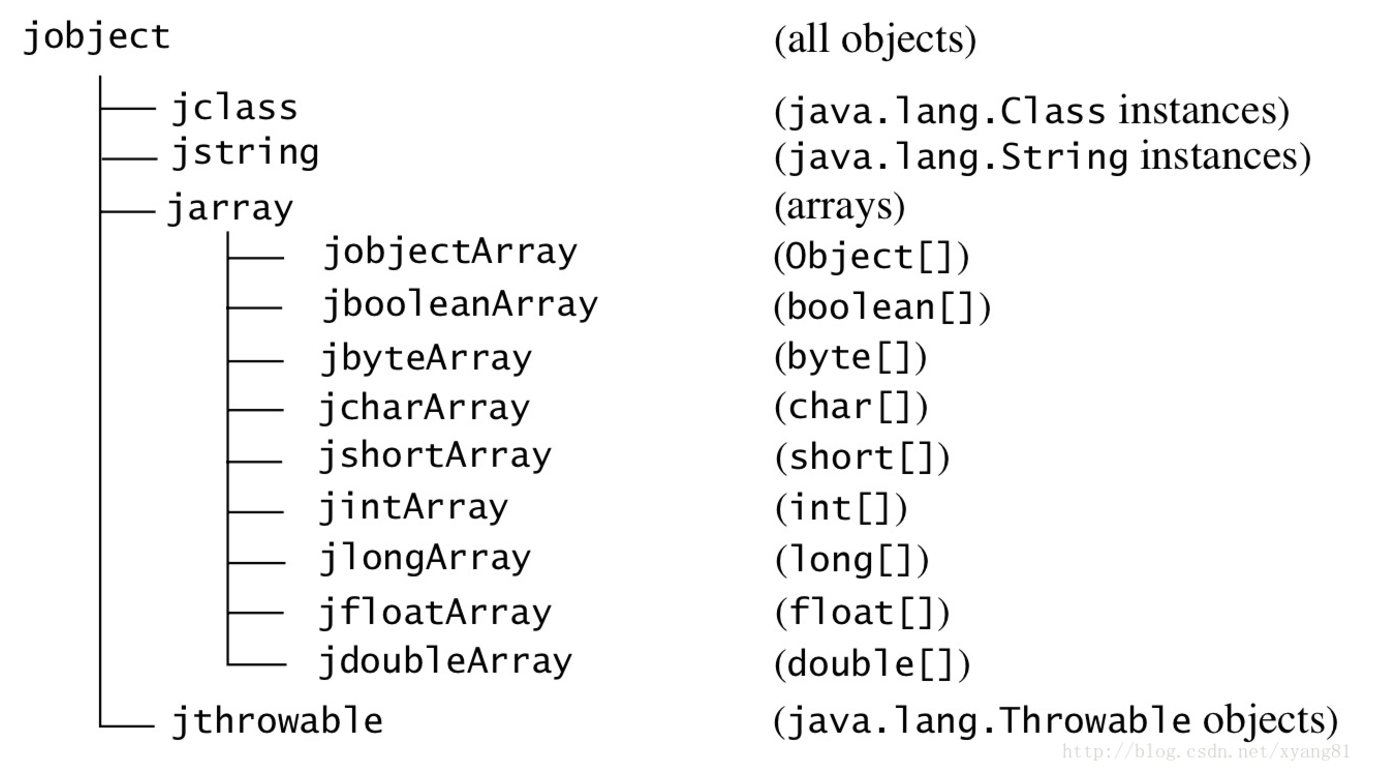 jobject (all objects)
jclass (java.lang.Class instances)
jstring (java.lang.String instances)
jarray (arrays)
jobjectArray (Object[])
jbooleanArray (boolean[])
jbyteArray (byte[])
jcharArray (char[])
jshortArray (short[])
jintArray (int[])
jlongArray (long[])
jfloatArray (float[])
jdoubleArray (double[])
jthrowable (java.lang.Throwable objects)
http://blog.csdn.net/xyang81